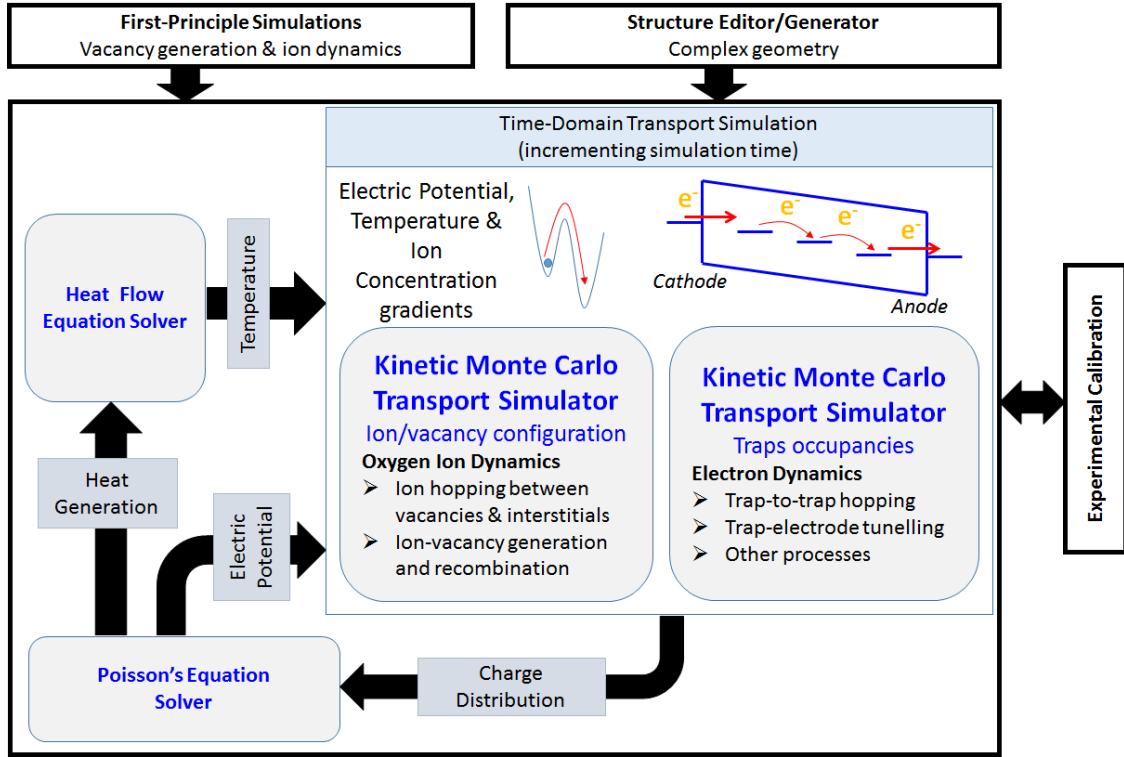 First-Principle Simulations
Vacancy generation & ion dynamics
Structure Editor/Generator
Complex geometry
Time-Domain Transport Simulation
(incrementing simulation time)
Electric Potential,
Temperature &
Ion
Concentration
gradients
e-
e-
e-
e-
Cathode
Anode
Heat Flow
Equation Solver
Temperature
Kinetic Monte Carlo
Transport Simulator
Ion/vacancy configuration
Oxygen Ion Dynamics
➢ Ion hopping between
vacancies & interstitials
➢ Ion-vacancy generation
and recombination
Kinetic Monte Carlo
Transport Simulator
Traps occupancies
Electron Dynamics
➢ Trap-to-trap hopping
➢ Trap-electrode tunelling
➢ Other processes
Experimental Calibration
Heat
Generation
Electric
Potential
Poisson's Equation
Solver
Charge
Distribution